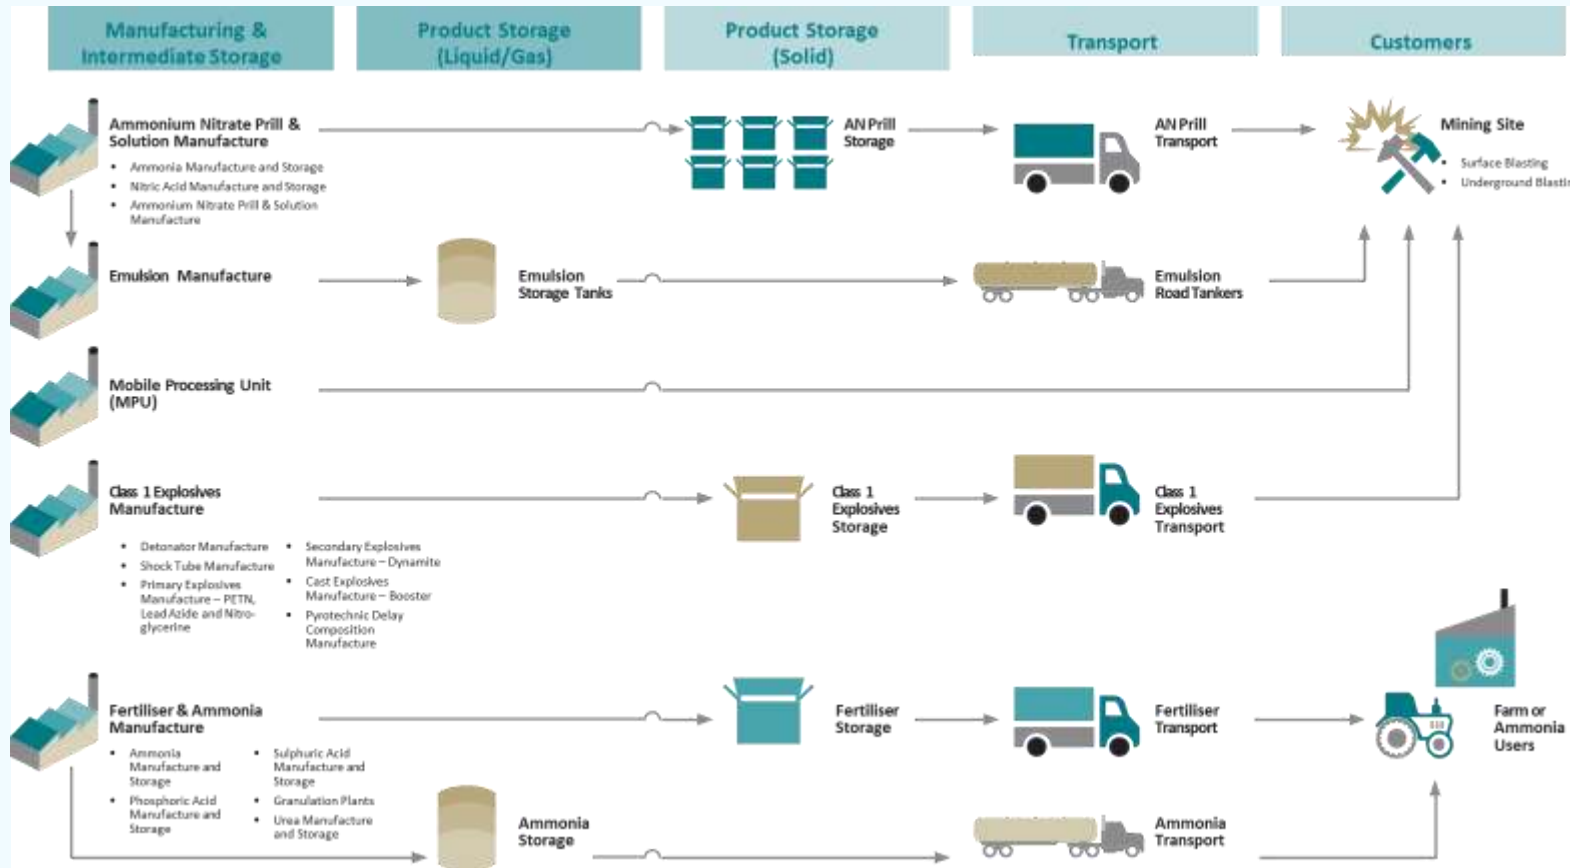 Manufacturing &
Intermediate Storage
Product Storage
(Liquid/Gas)
Product Storage
(Solid)
Transport
Customers
Ammonium Nitrate Prill &
Solution Manufacture
• Ammonia Manufacture and Storage
• Nitric Acid Manufacture and Storage
• Ammonium Nitrate Prill & Solution
Manufacture
AN Prill
Storage
AN Prill
Transport
Mining Site
• Surface Blasting
• Underground Blastin
Emulsion Manufacture
Emulsion
Storage Tanks
Emulsion
Road Tankers
Mobile Processing Unit
(MPU)
Class 1 Explosives
Manufacture
• Detonator Manufacture
• Shock Tube Manufacture
• Primary Explosives
Manufacture – PETN,
Lead Azide and Nitro-
glycerine
• Secondary Explosives
Manufacture – Dynamite
• Cast Explosives
Manufacture – Booster
• Pyrotechnic Delay
Composition
Manufacture
Class 1
Explosives
Storage
Class 1
Explosives
Transport
Fertiliser & Ammonia
Manufacture
• Ammonia
Manufacture and
Storage
• Phosphoric Acid
Manufacture and
Storage
• Sulphuric Acid
Manufacture and
Storage
• Granulation Plants
• Urea Manufacture
and Storage
Fertiliser
Storage
Fertiliser
Transport
Farm or
Ammonia
Users
Ammonia
Storage
Ammonia
Transport